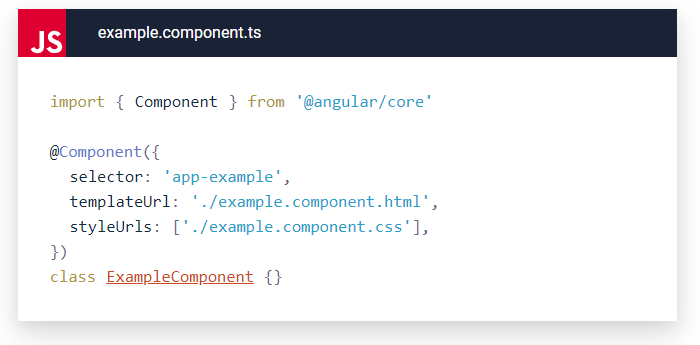 JS example.component.ts
import { Component } from '@angular/core'
@Component({
  selector: 'app-example',
  templateUrl: './example.component.html',
  styleUrls: ['./example.component.css'],
})
class ExampleComponent {}